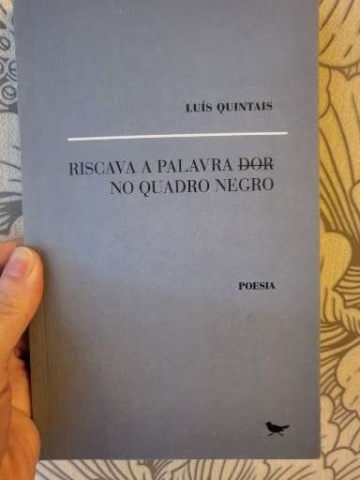 LUÍS QUINTAIS
RISCAVA A PALAVRA DOR
NO QUADRO NEGRO
POESIA